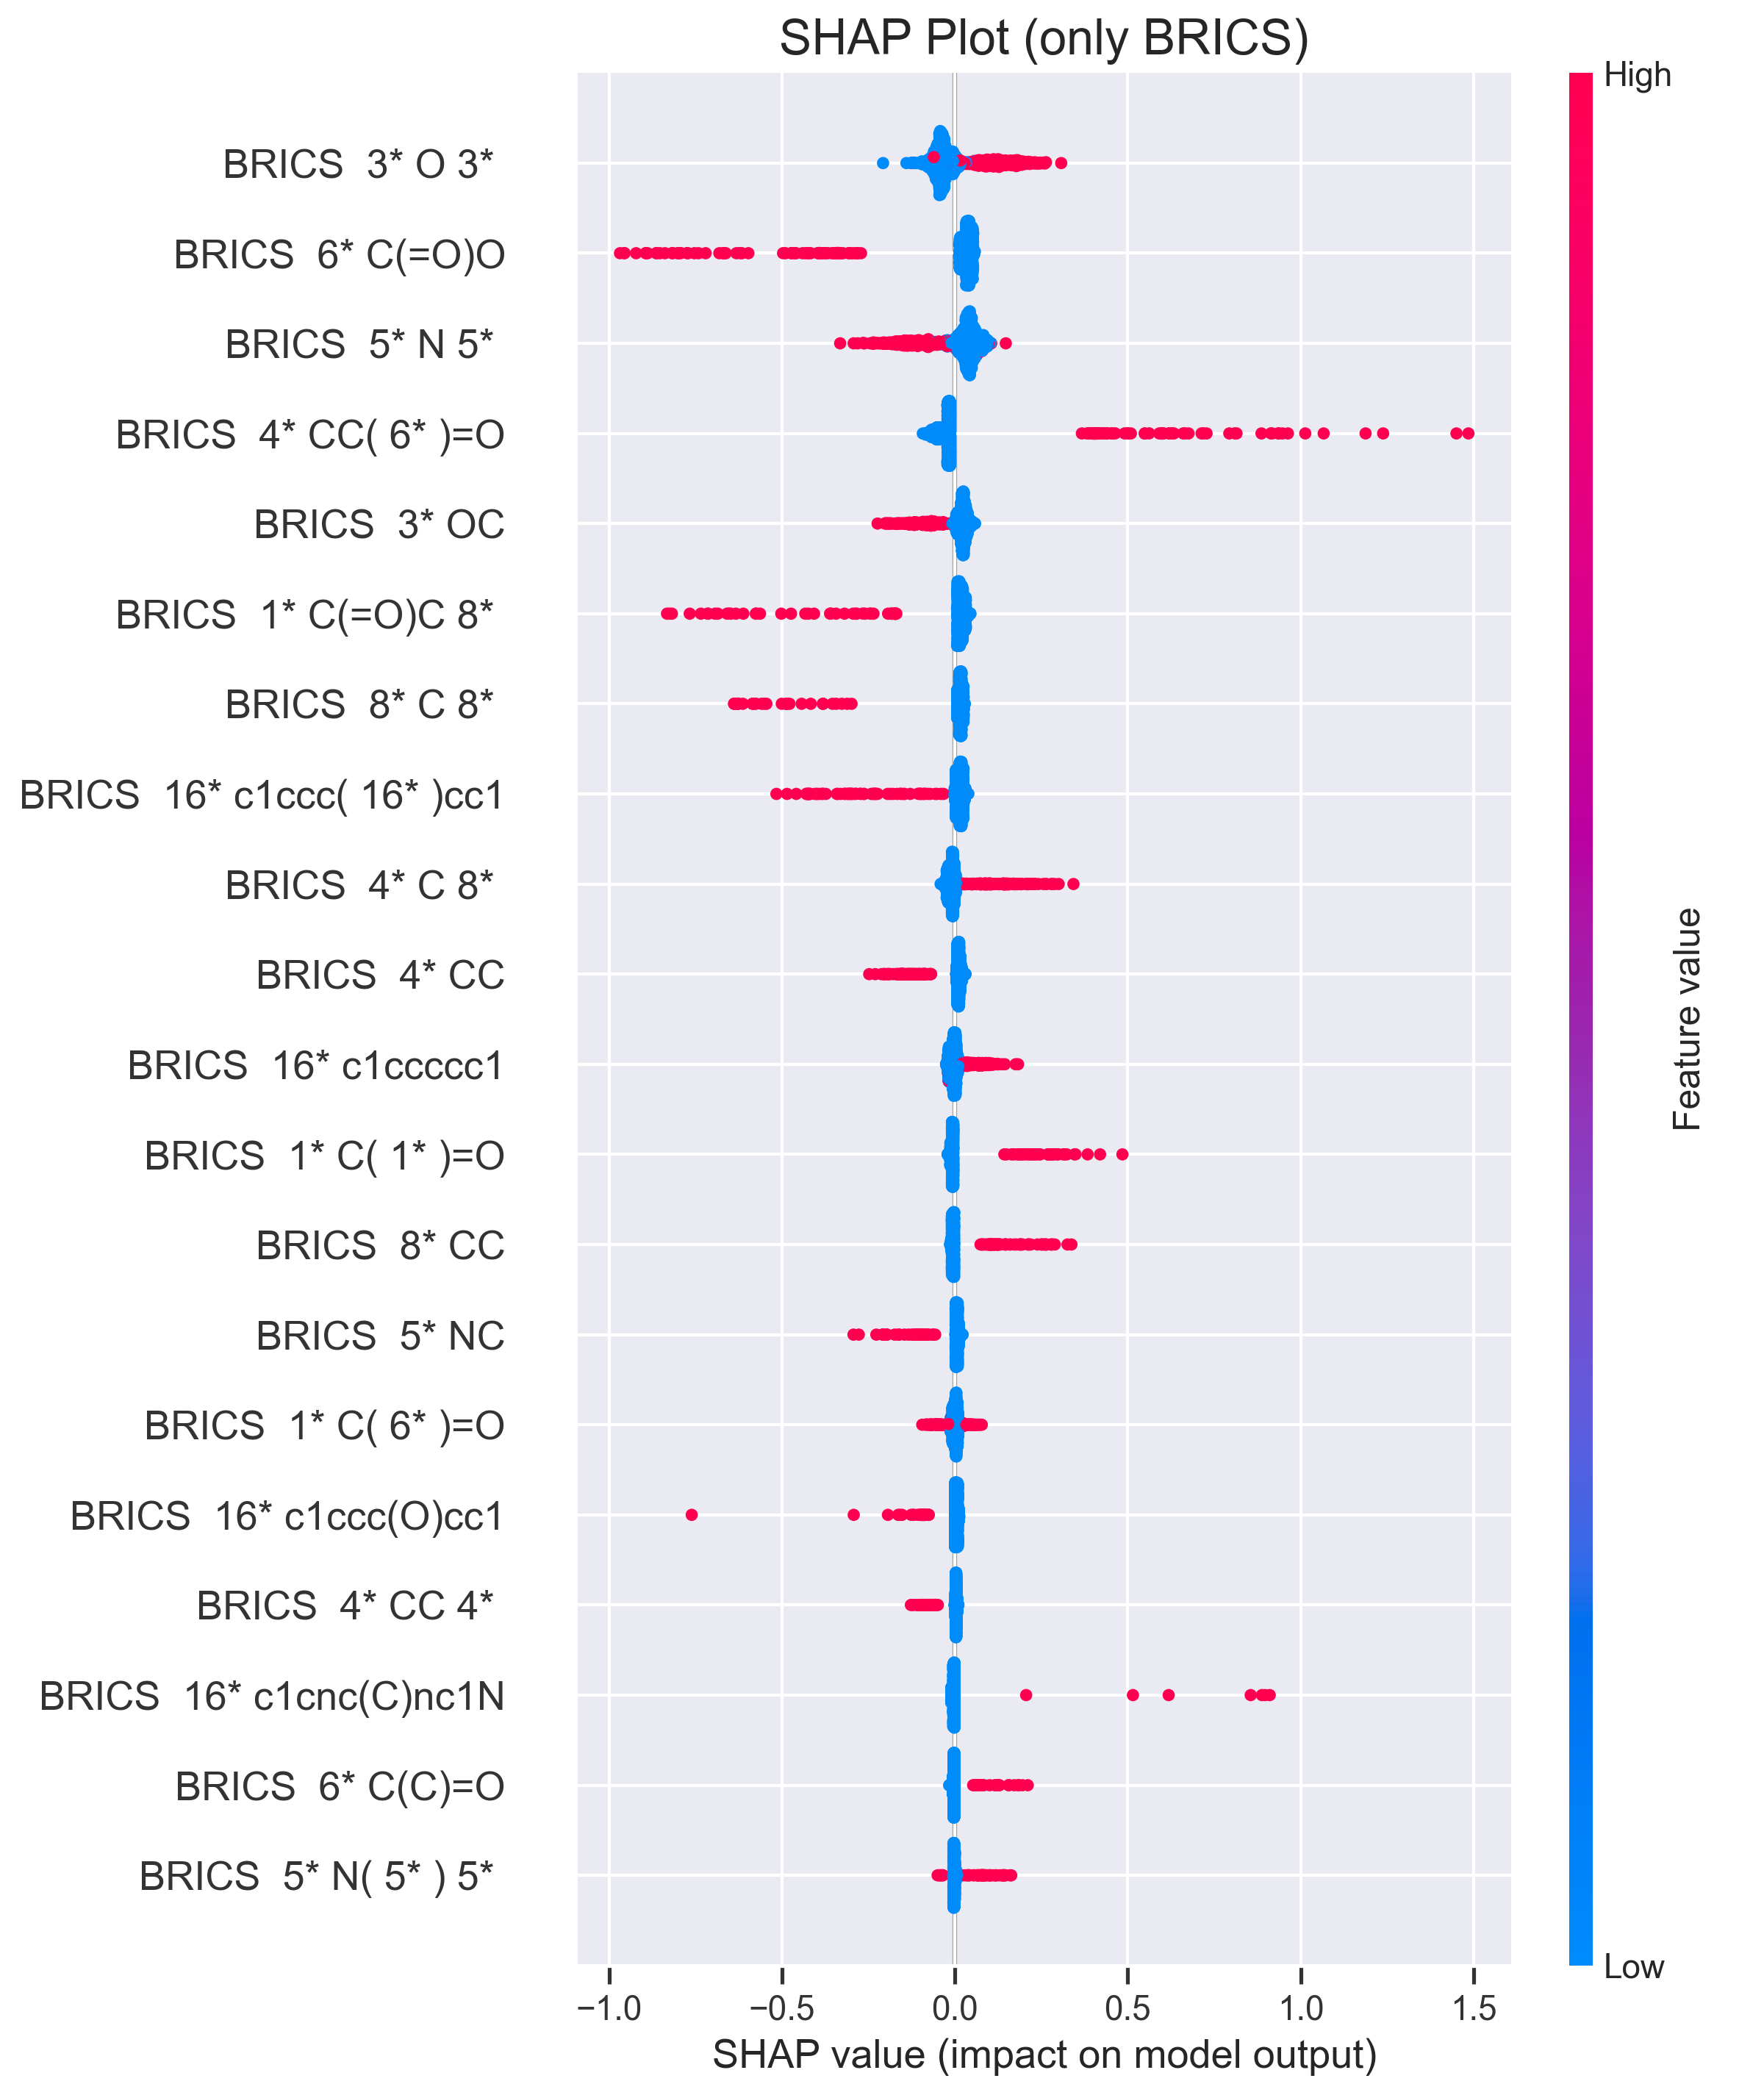 SHAP Plot (only BRICS)
High
BRICS  3* O 3*
BRICS  6* C(=O)O
BRICS  5* N 5*
BRICS  4* CC( 6* )=O
BRICS  3* OC
BRICS  1* C(=O)C 8*
BRICS  8* C 8*
BRICS  16* c1ccc( 16* )cc1
BRICS  4* C 8*
BRICS  4* CC
BRICS  16* c1ccccc1
BRICS  1* C( 1* )=O
BRICS  8* CC
BRICS  5* NC
BRICS  1* C( 6* )=O
BRICS  16* c1ccc(O)cc1
BRICS  4* CC 4*
BRICS  16* c1cnc(C)nc1N
BRICS  6* C(C)=O
BRICS  5* N( 5* ) 5*
Feature value
Low
−1.0 −0.5 0.0 0.5 1.0 1.5
SHAP value (impact on model output)